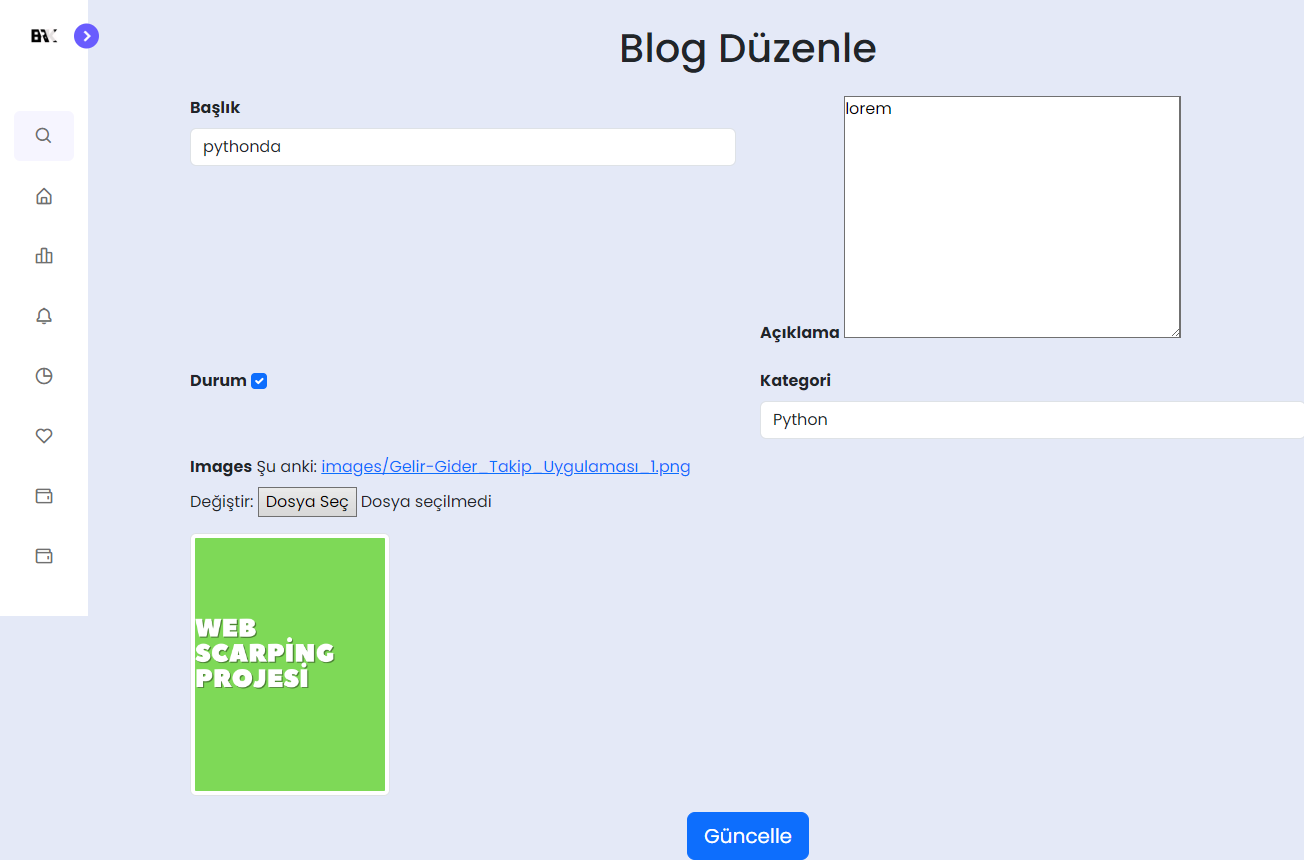 BRC
Blog Düzenle
Başlık
pythonda
lorem
Açıklama
Durum
Kategori
Python
Images Şu anki: images/Gelir-Gider_Takip_Uygulaması_1.png
Değiştir: Dosya Seç Dosya seçilmedi
WEB
SCARPİNG
PROJESİ
Güncelle